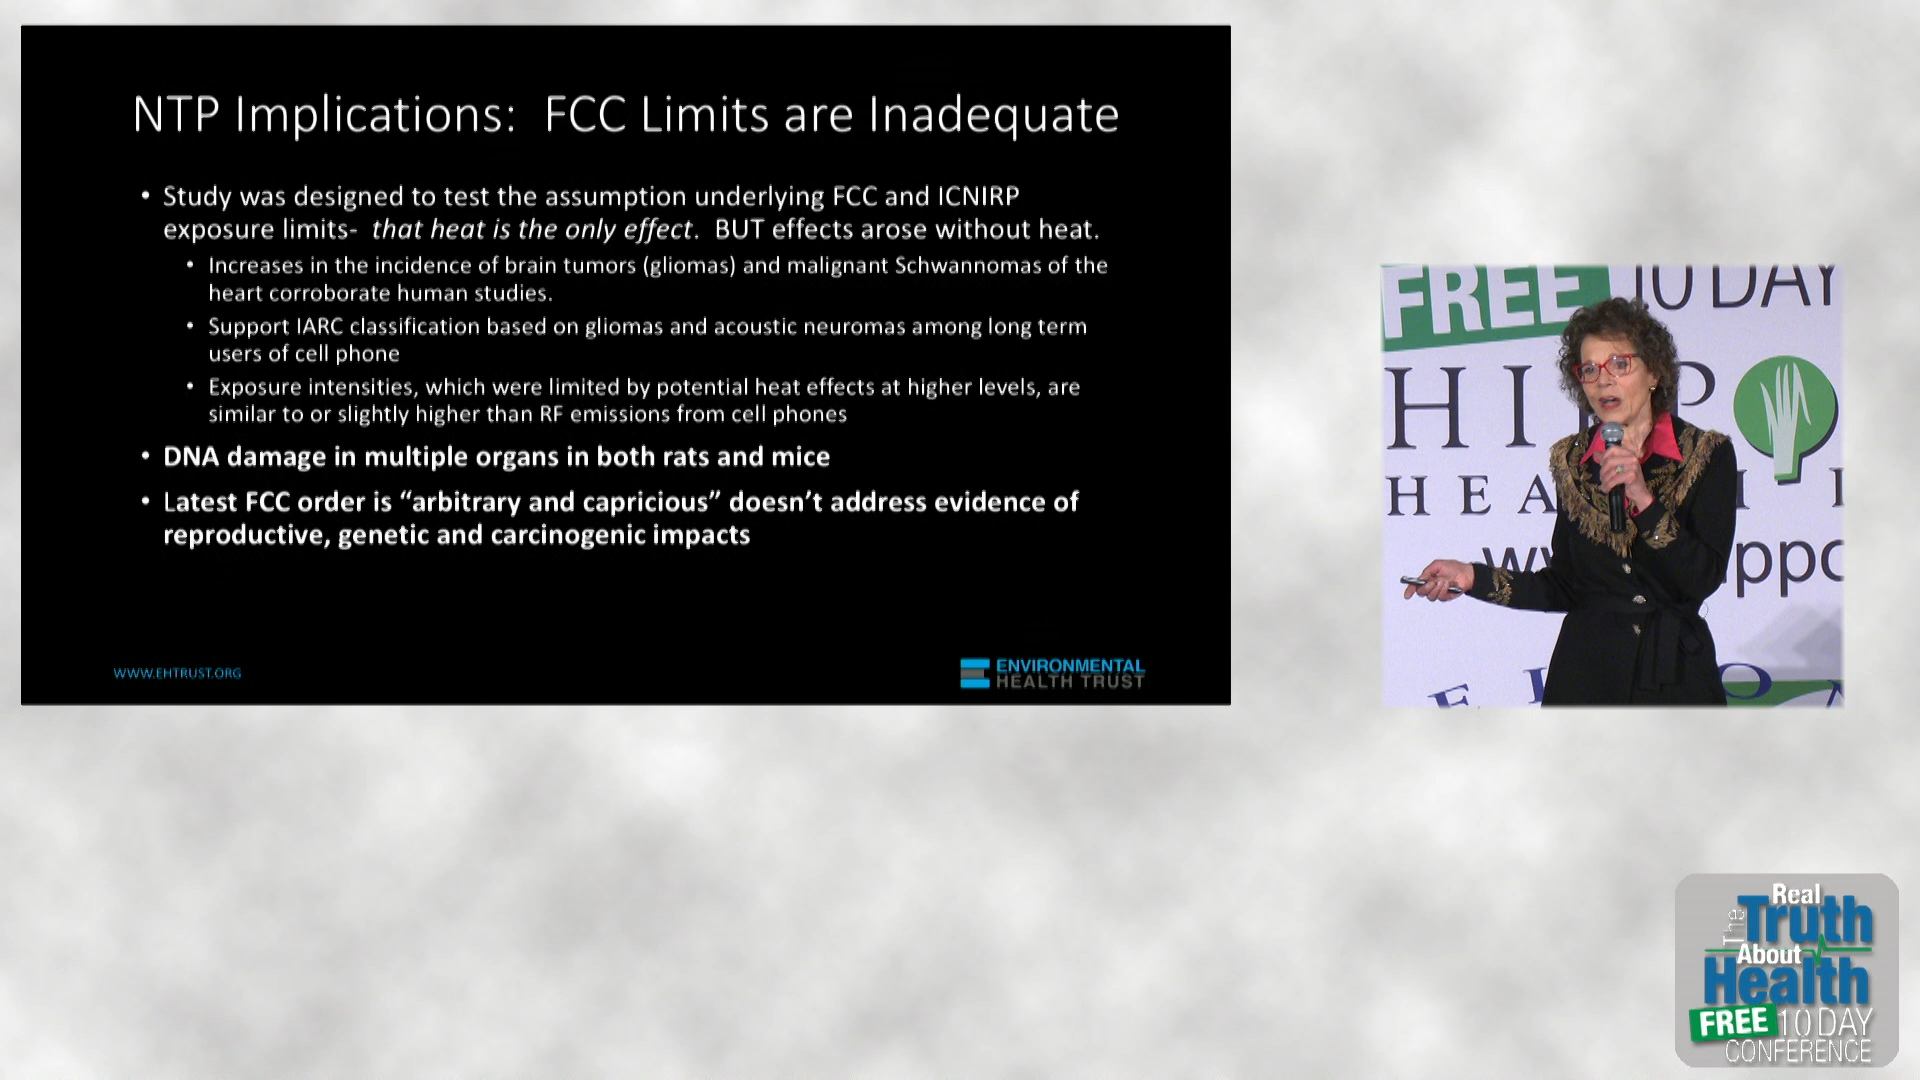 NTP Implications:  FCC Limits are Inadequate
• Study was designed to test the assumption underlying FCC and ICNIRP
exposure limits-  that heat is the only effect.  BUT effects arose without heat.
• Increases in the incidence of brain tumors (gliomas) and malignant Schwannomas of the
heart corroborate human studies.
• Support IARC classification based on gliomas and acoustic neuromas among long term
users of cell phone
• Exposure intensities, which were limited by potential heat effects at higher levels, are
similar to or slightly higher than RF emissions from cell phones
• DNA damage in multiple organs in both rats and mice
• Latest FCC order is “arbitrary and capricious” doesn’t address evidence of
reproductive, genetic and carcinogenic impacts
WWW.EHTRUST.ORG
ENVIRONMENTAL
HEALTH TRUST
FREE 10 DAY
The Real
Truth
About
Health
FREE 10 DAY
CONFERENCE